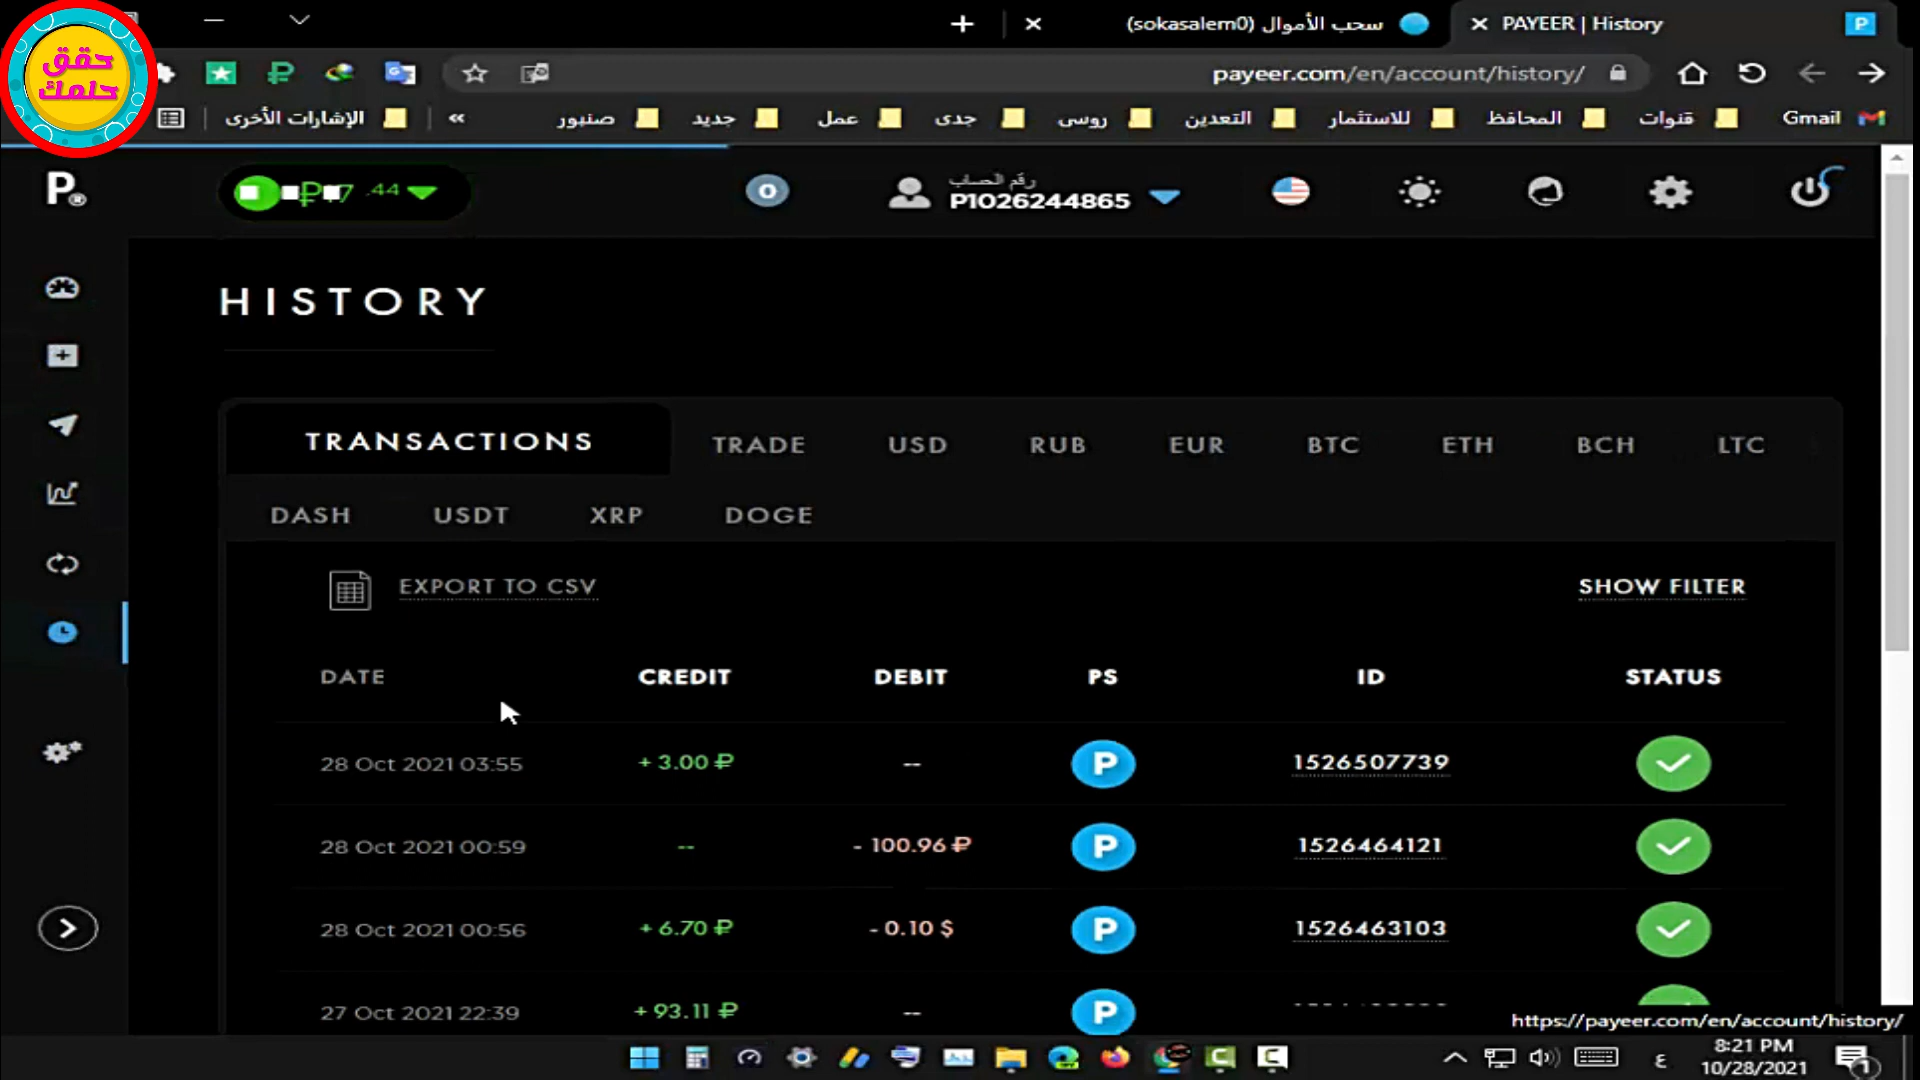 حقق
حلمك
سحب الأموال (sokasalem0)
PAYEER | History
payeer.com/en/account/history/
الإشارات الأخرى
»
صنبور
جديد
عمل
جدى
روسى
التعدين
للاستثمار
المحافظ
قنوات
Gmail
.44
رقم الحساب
P1026244865
HISTORY
TRANSACTIONS TRADE USD RUB EUR BTC ETH BCH LTC
DASH USDT XRP DOGE
EXPORT TO CSV
SHOW FILTER
DATE CREDIT DEBIT PS ID STATUS
28 Oct 2021 03:55 + 3.00 ₽ -- P 1526507739
28 Oct 2021 00:59 -- - 100.96 ₽ P 1526464121
28 Oct 2021 00:56 + 6.70 ₽ - 0.10 $ P 1526463103
27 Oct 2021 22:39 + 93.11 ₽ -- P
https://payeer.com/en/account/history/
ع
8:21 PM
10/28/2021